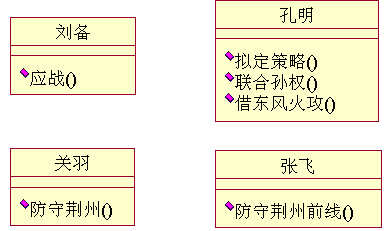 刘备
应战()
孔明
拟定策略()
联合孙权()
借东风火攻()
关羽
防守荆州()
张飞
防守荆州前线()